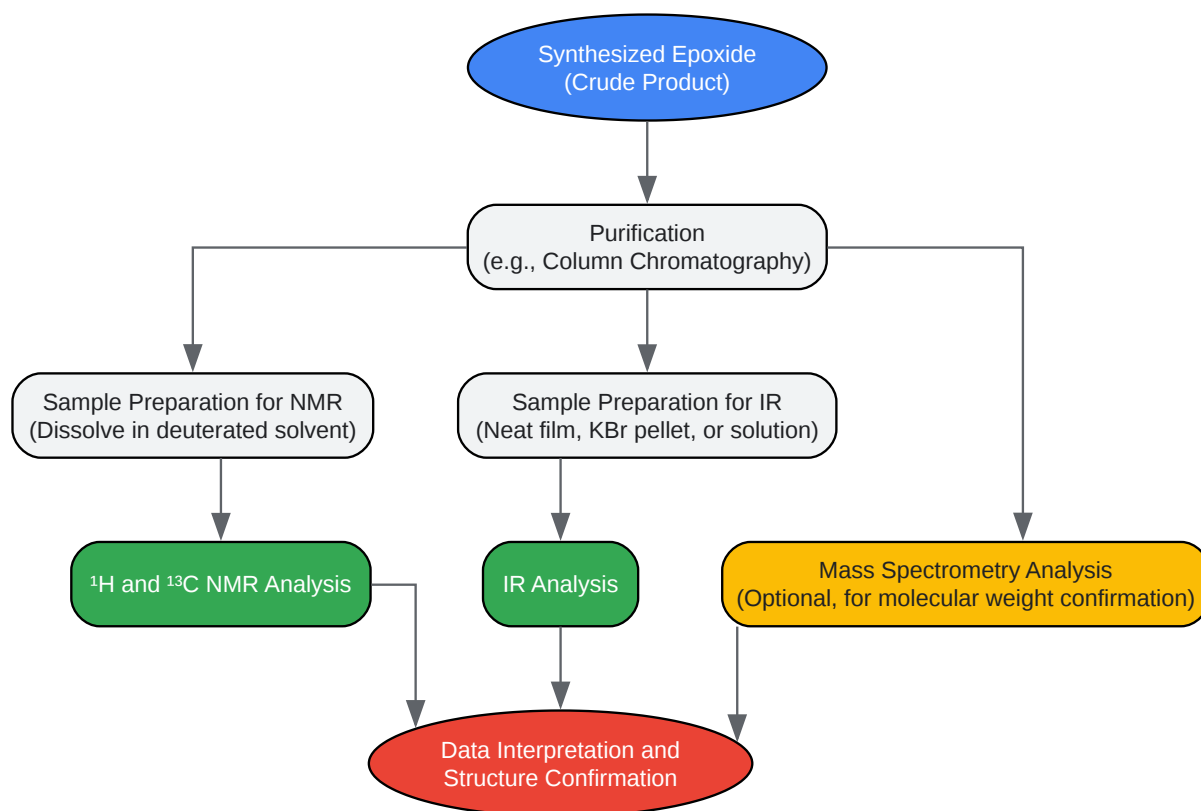 Synthesized Epoxide
(Crude Product)
Purification
(e.g., Column Chromatography)
Sample Preparation for NMR
(Dissolve in deuterated solvent)
Sample Preparation for IR
(Neat film, KBr pellet, or solution)
¹H and ¹³C NMR Analysis
IR Analysis
Mass Spectrometry Analysis
(Optional, for molecular weight confirmation)
Data Interpretation and
Structure Confirmation